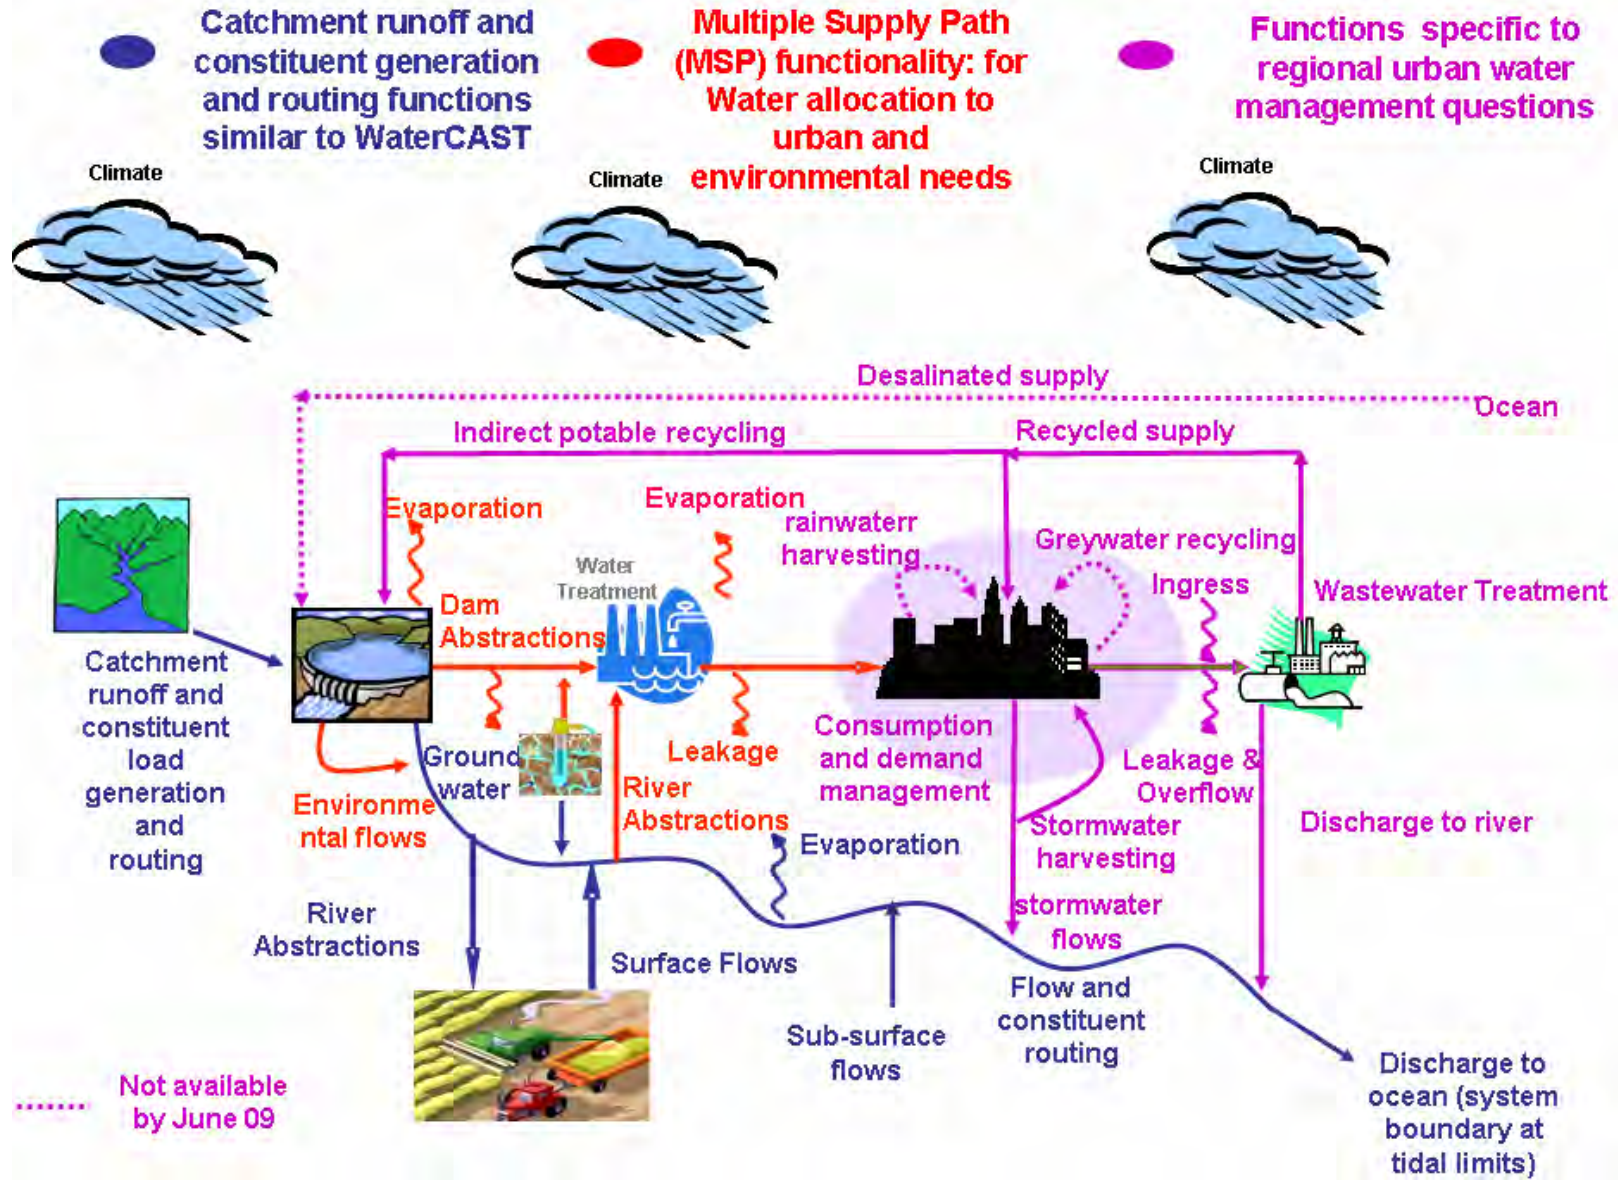 Catchment runoff and
constituent generation
and routing functions
similar to WaterCAST
Multiple Supply Path
(MSP) functionality: for
Water allocation to
urban and
environmental needs
Functions specific to
regional urban water
management questions
Climate
Climate
Climate
Desalinated supply
Ocean
Indirect potable recycling
Recycled supply
Evaporation
Evaporation
rainwaterr
harvesting
Greywater recycling
Ingress
Water
Treatment
Wastewater Treatment
Dam
Abstractions
Catchment
runoff and
constituent
load
generation
and
routing
Ground
water
Leakage
Consumption
and demand
management
Leakage &
Overflow
Environme
ntal flows
River
Abstractions
Stormwater
harvesting
Discharge to river
Evaporation
River
Abstractions
stormwater
flows
Surface Flows
Flow and
constituent
routing
Sub-surface
flows
Discharge to
ocean (system
boundary at
tidal limits)
Not available
by June 09